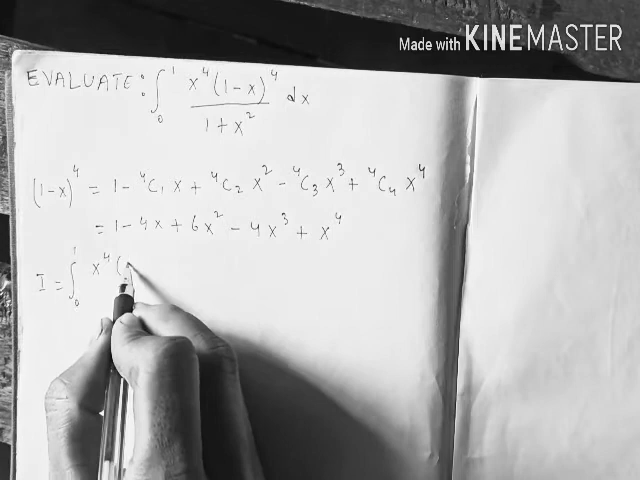 Made with KINEMASTER
EVALUATE: ∫₀¹ x⁴(1-x)⁴ / 1+x² dx
(1-x)⁴ = 1 - ⁴C₁ x + ⁴C₂ x² - ⁴C₃ x³ + ⁴C₄ x⁴
= 1 - 4x + 6x² - 4x³ + x⁴
I = ∫₀¹ x⁴(